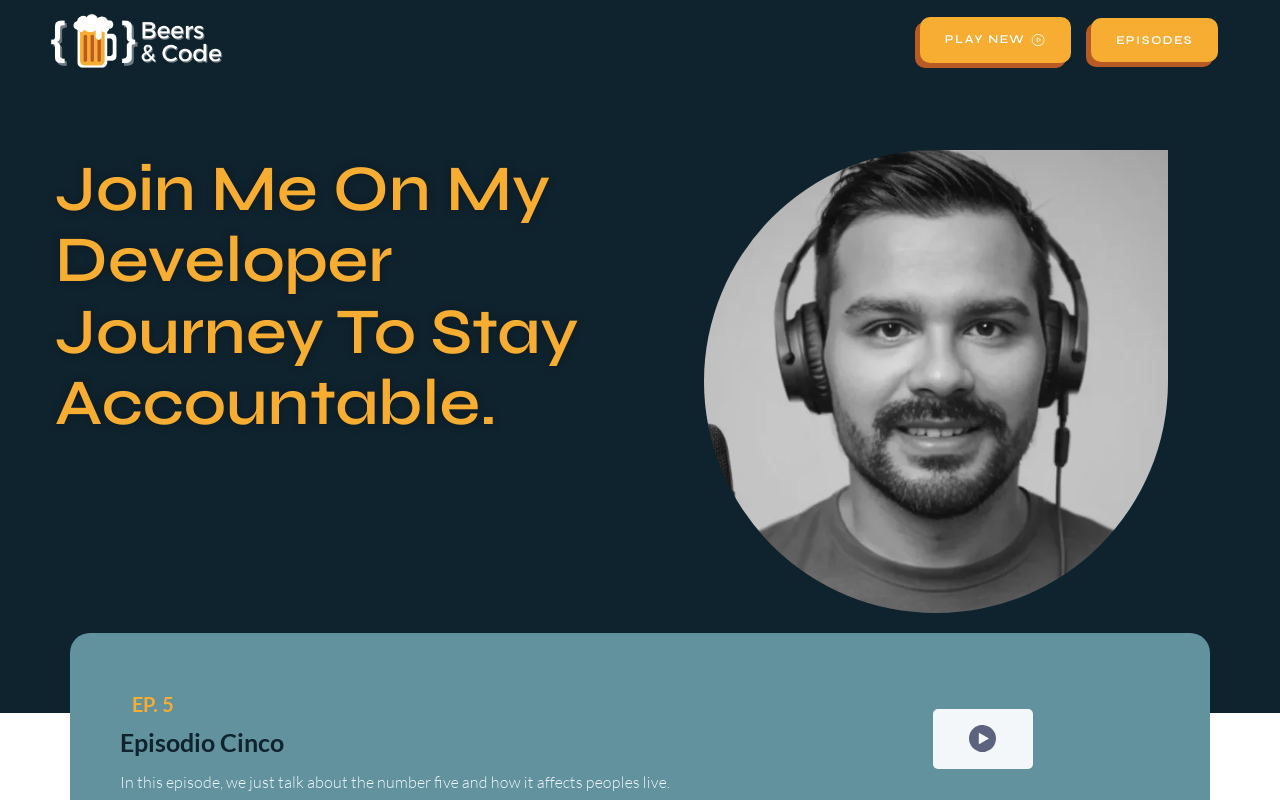 Beers
& Code
PLAY NEW
EPISODES
Join Me On My
Developer
Journey To Stay
Accountable.
EP. 5
Episodio Cinco
In this episode, we just talk about the number five and how it affects peoples live.